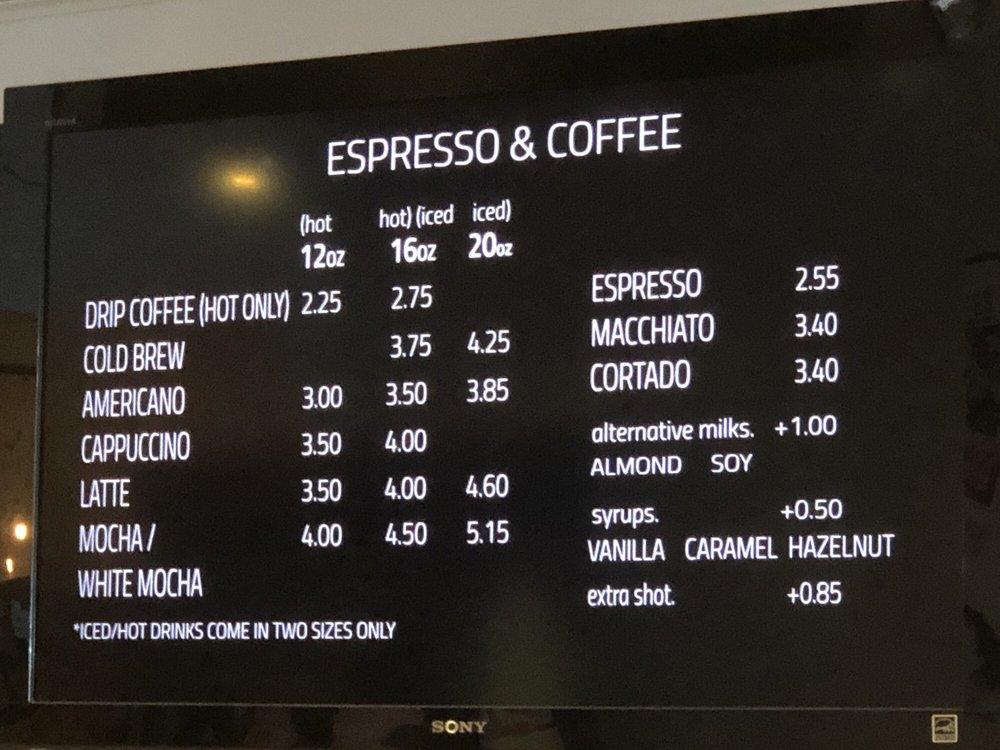 ESPRESSO & COFFEE
(hot hot) (iced iced)
12oz 16oz 20oz
DRIP COFFEE (HOT ONLY) 2.25 2.75
COLD BREW 3.75 4.25
AMERICANO 3.00 3.50 3.85
CAPPUCCINO 3.50 4.00
LATTE 3.50 4.00 4.60
MOCHA / 4.00 4.50 5.15
WHITE MOCHA
*ICED/HOT DRINKS COME IN TWO SIZES ONLY
ESPRESSO 2.55
MACCHIATO 3.40
CORTADO 3.40
alternative milks. +1.00
ALMOND SOY
syrups. +0.50
VANILLA CARAMEL HAZELNUT
extra shot. +0.85
SONY